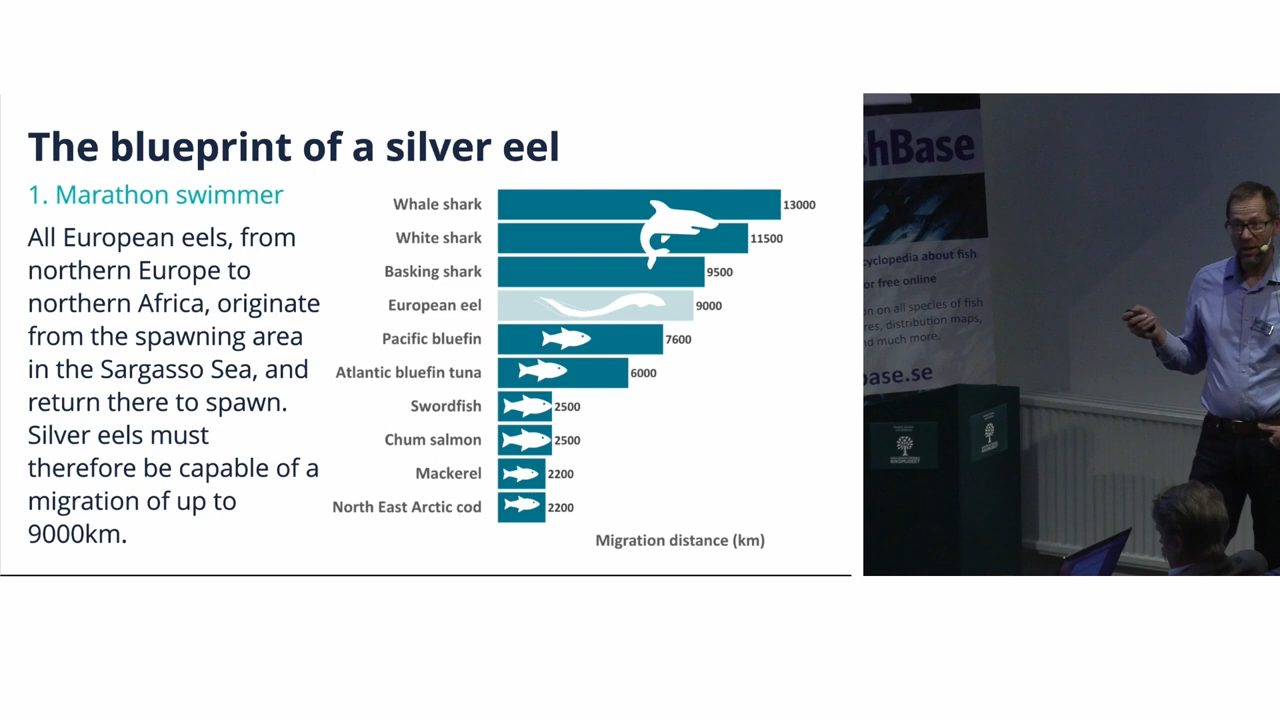 The blueprint of a silver eel
1. Marathon swimmer
All European eels, from
northern Europe to
northern Africa, originate
from the spawning area
in the Sargasso Sea, and
return there to spawn.
Silver eels must
therefore be capable of a
migration of up to
9000km.
Whale shark 13000
White shark 11500
Basking shark 9500
European eel 9000
Pacific bluefin 7600
Atlantic bluefin tuna 6000
Swordfish 2500
Chum salmon 2500
Mackerel 2200
North East Arctic cod 2200
Migration distance (km)
hBase
cyclopedia about fish
or free online
on on all species of fish
res, distribution maps,
nd much more.
base.se